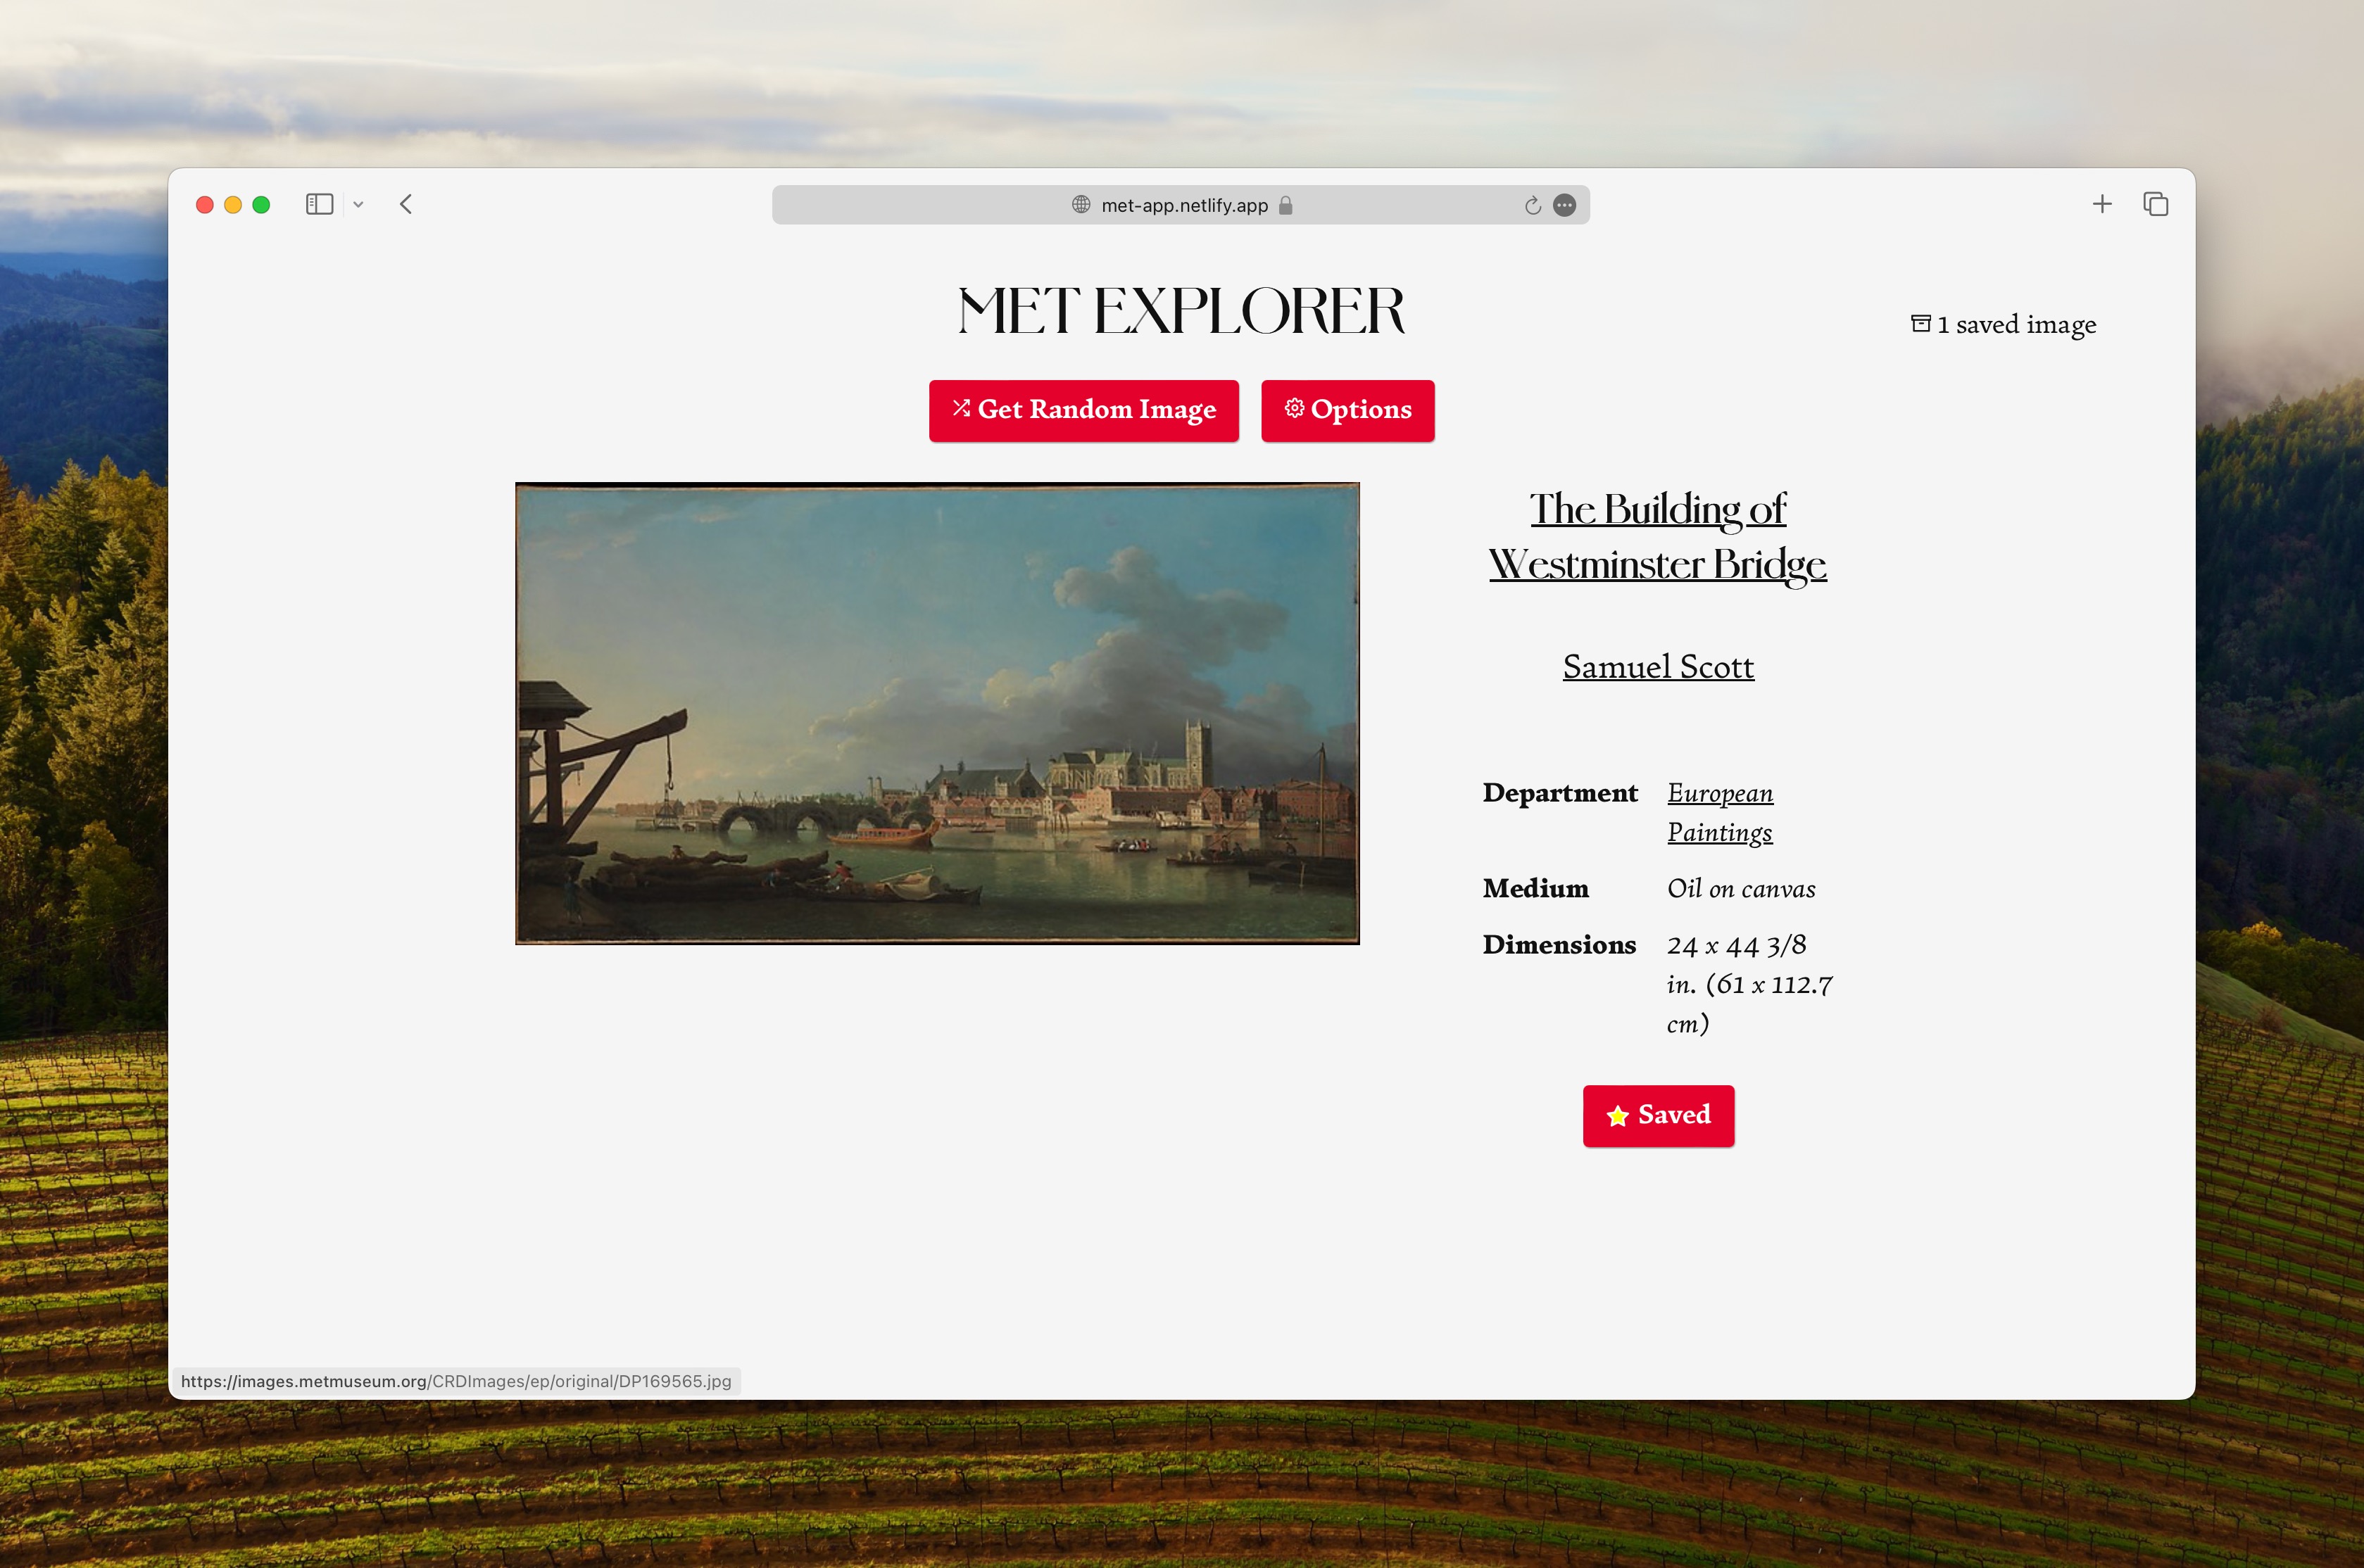 met-app.netlify.app
MET EXPLORER
1 saved image
Get Random Image
Options
The Building of
Westminster Bridge
Samuel Scott
Department
European
Paintings
Medium
Oil on canvas
Dimensions
24 x 44 3/8
in. (61 x 112.7
cm)
Saved
https://images.metmuseum.org/CRDImages/ep/original/DP169565.jpg